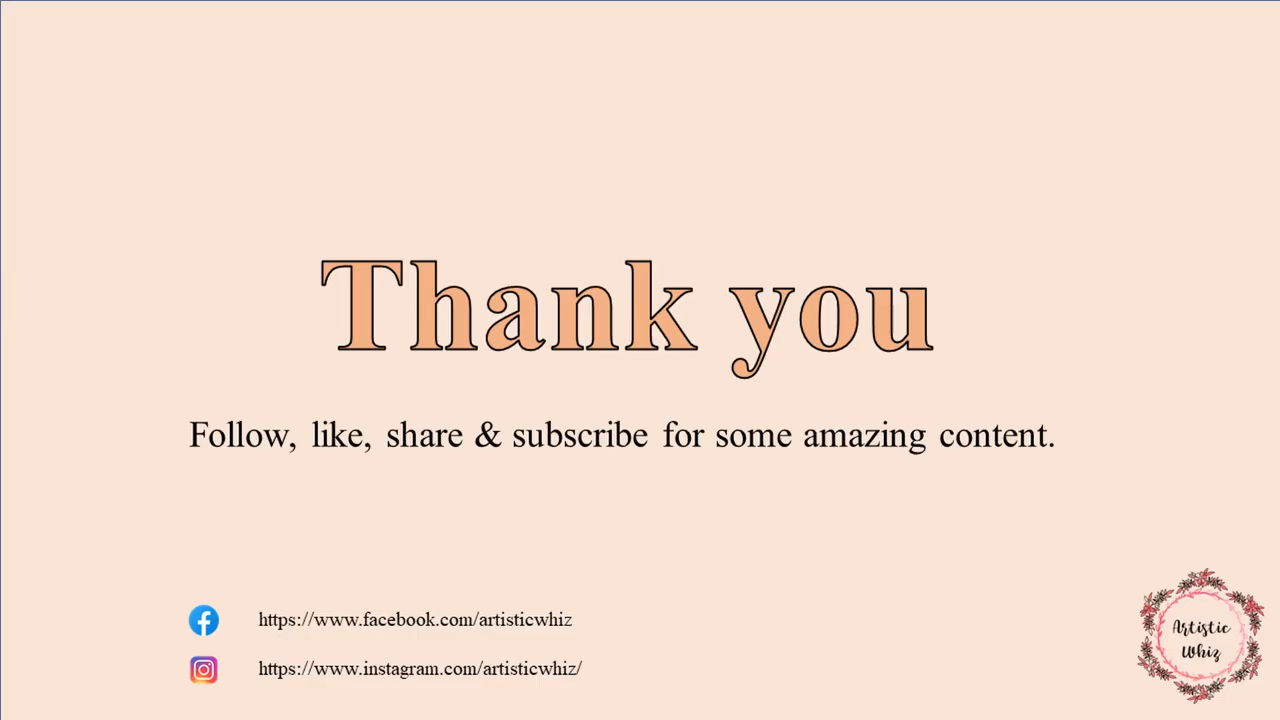 Thank you
Follow, like, share & subscribe for some amazing content.
https://www.facebook.com/artisticwhiz
https://www.instagram.com/artisticwhiz/
Artistic
Whiz